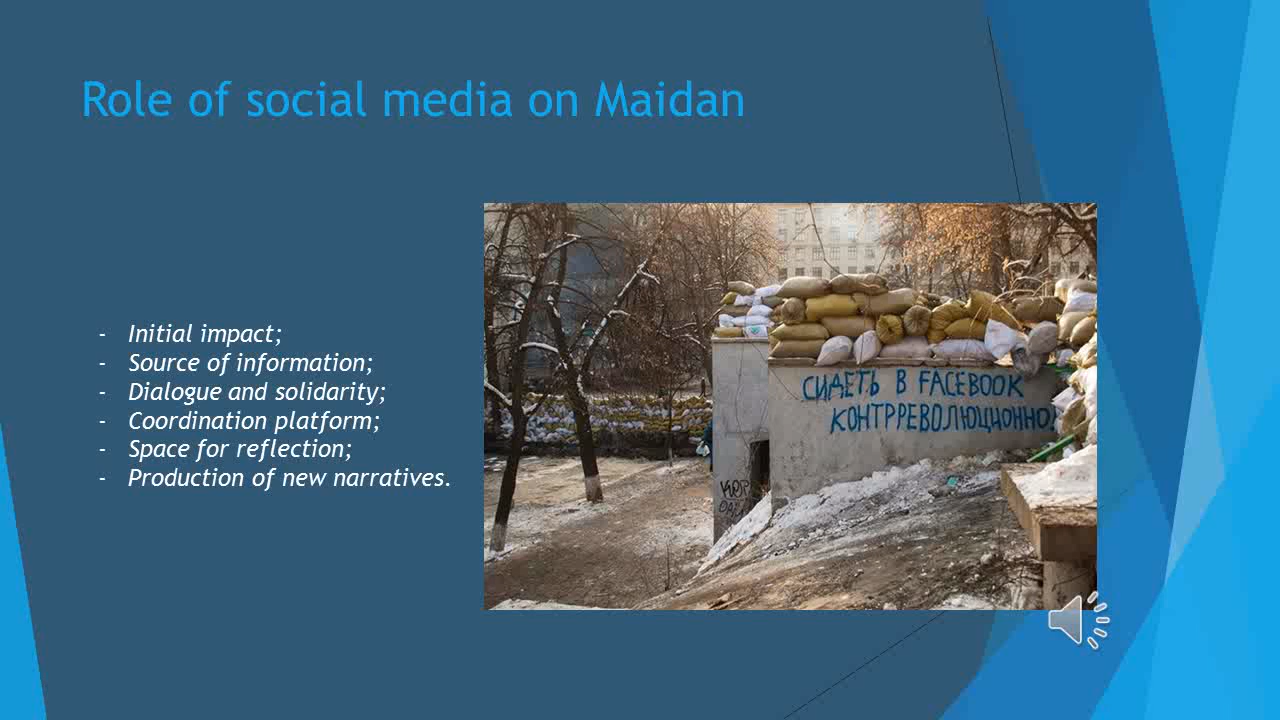 Role of social media on Maidan
- Initial impact;
- Source of information;
- Dialogue and solidarity;
- Coordination platform;
- Space for reflection;
- Production of new narratives.
СИДЕТЬ В FACEBOOK
КОНТРРЕВОЛЮЦИОННО!